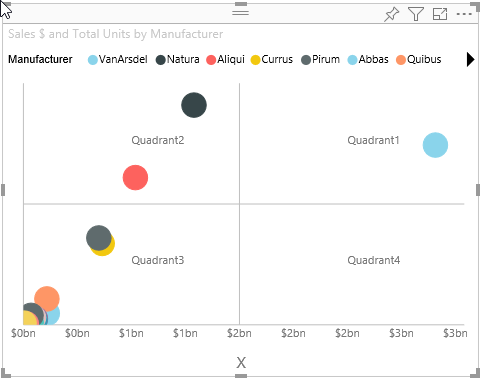 Sales $ and Total Units by Manufacturer
Manufacturer VanArsdel Natura Aliqui Currus Pirum Abbas Quibus
Quadrant2 Quadrant1
Quadrant3 Quadrant4
$0bn $0bn $1bn $1bn $2bn $2bn $2bn $3bn $3bn
X